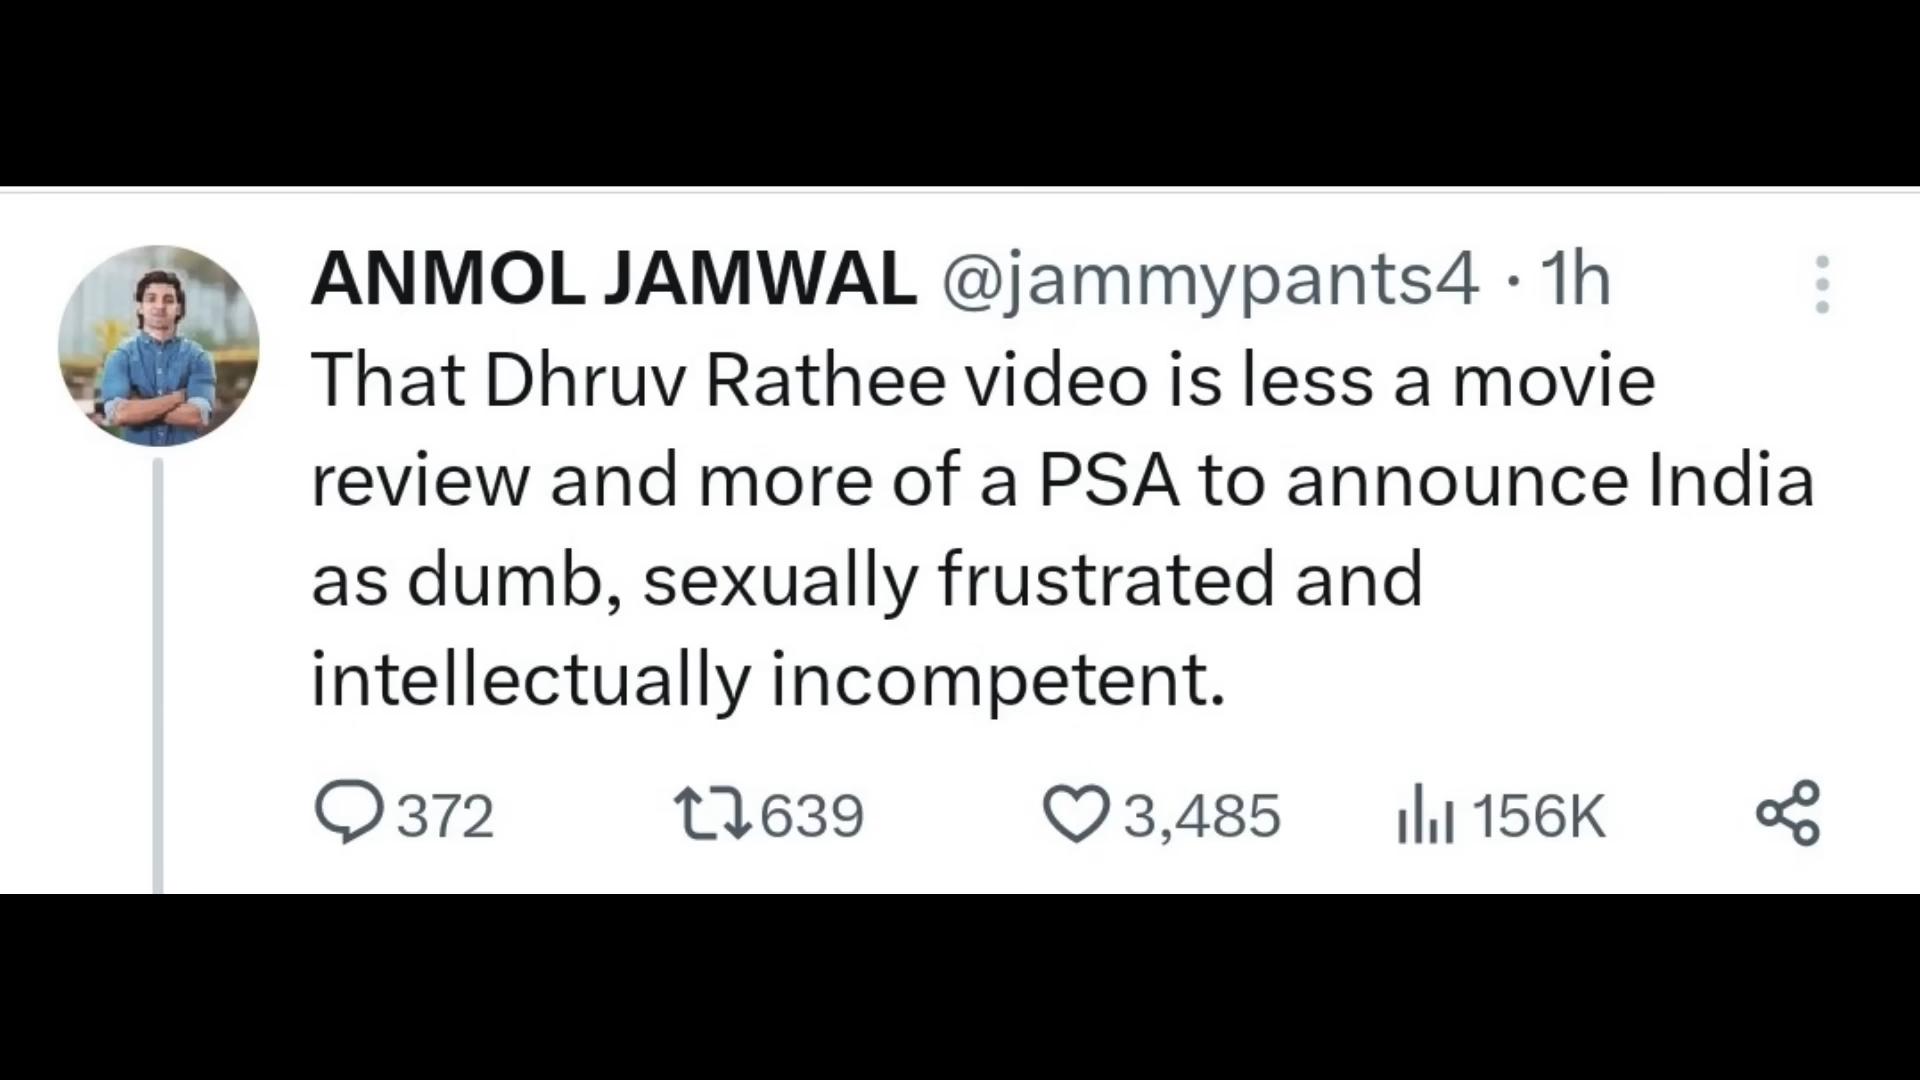 ANMOL JAMWAL @jammypants4 · 1h
That Dhruv Rathee video is less a movie
review and more of a PSA to announce India
as dumb, sexually frustrated and
intellectually incompetent.
372 639 3,485 156K